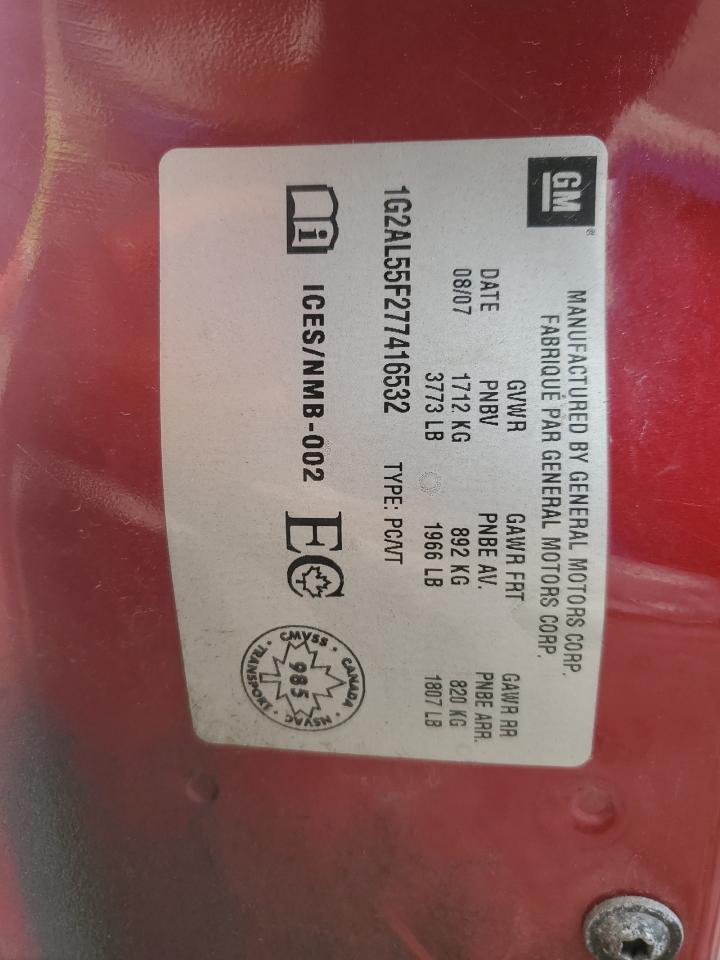 GM
MANUFACTURED BY GENERAL MOTORS CORP.
FABRIQUÉ PAR GENERAL MOTORS CORP.
DATE GVWR GAWR FRT GAWR RR
08/07 PNBV PNBE AV. PNBE ARR.
1712 KG 892 KG 820 KG
3773 LB 1966 LB 1807 LB
1G2AL55F277416532 TYPE: PC/VT
i ICES/NMB-002 EC
CMVSS · CANADA · NSVAC · TRANSPORT ·
985